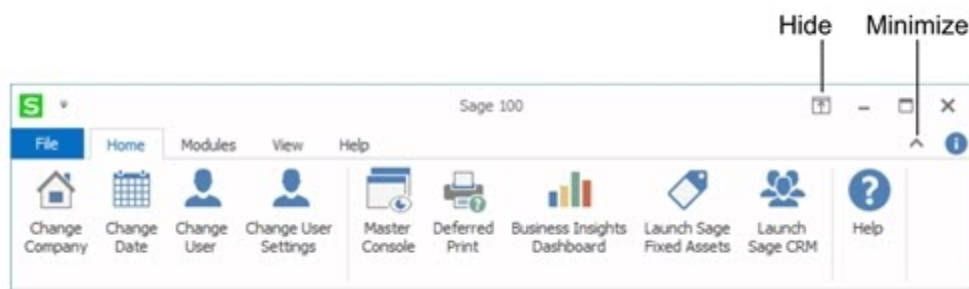 Hide Minimize
S Sage 100
File Home Modules View Help
Change Change Change Change User Master Deferred Business Insights Launch Sage Launch Help
Company Date User Settings Console Print Dashboard Fixed Assets Sage CRM